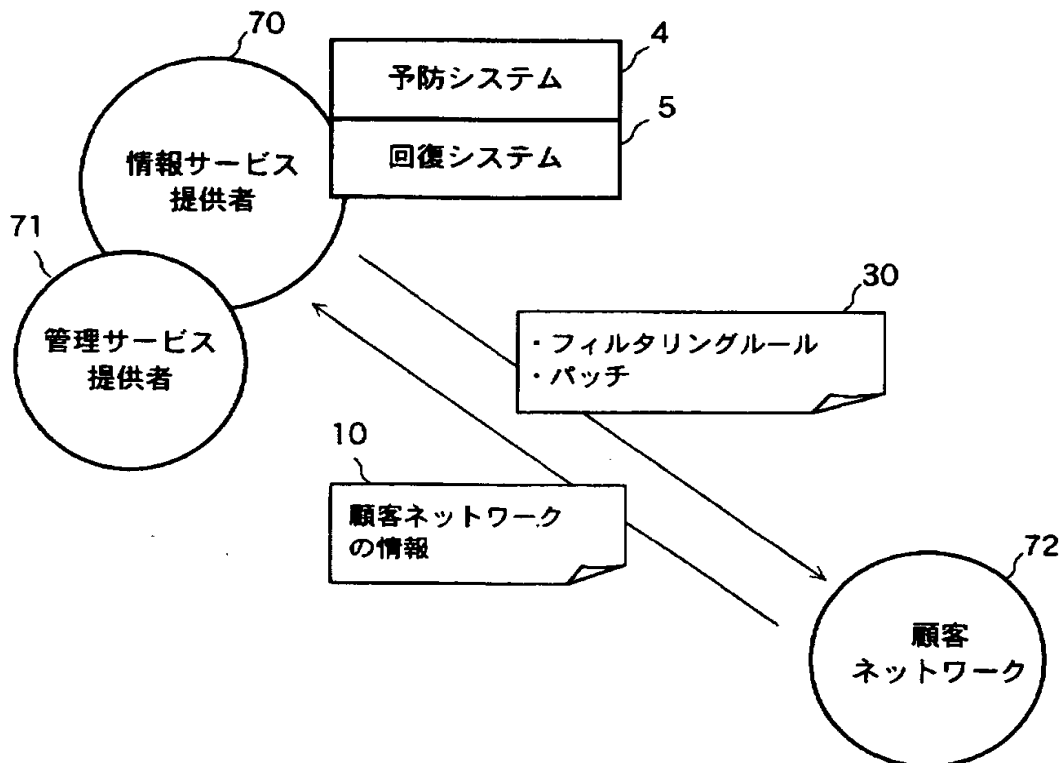 70
予防システム
4
回復システム
5
情報サービス
提供者
71
管理サービス
提供者
30
・フィルタリングルール
・パッチ
10
顧客ネットワーク
の情報
72
顧客
ネットワーク